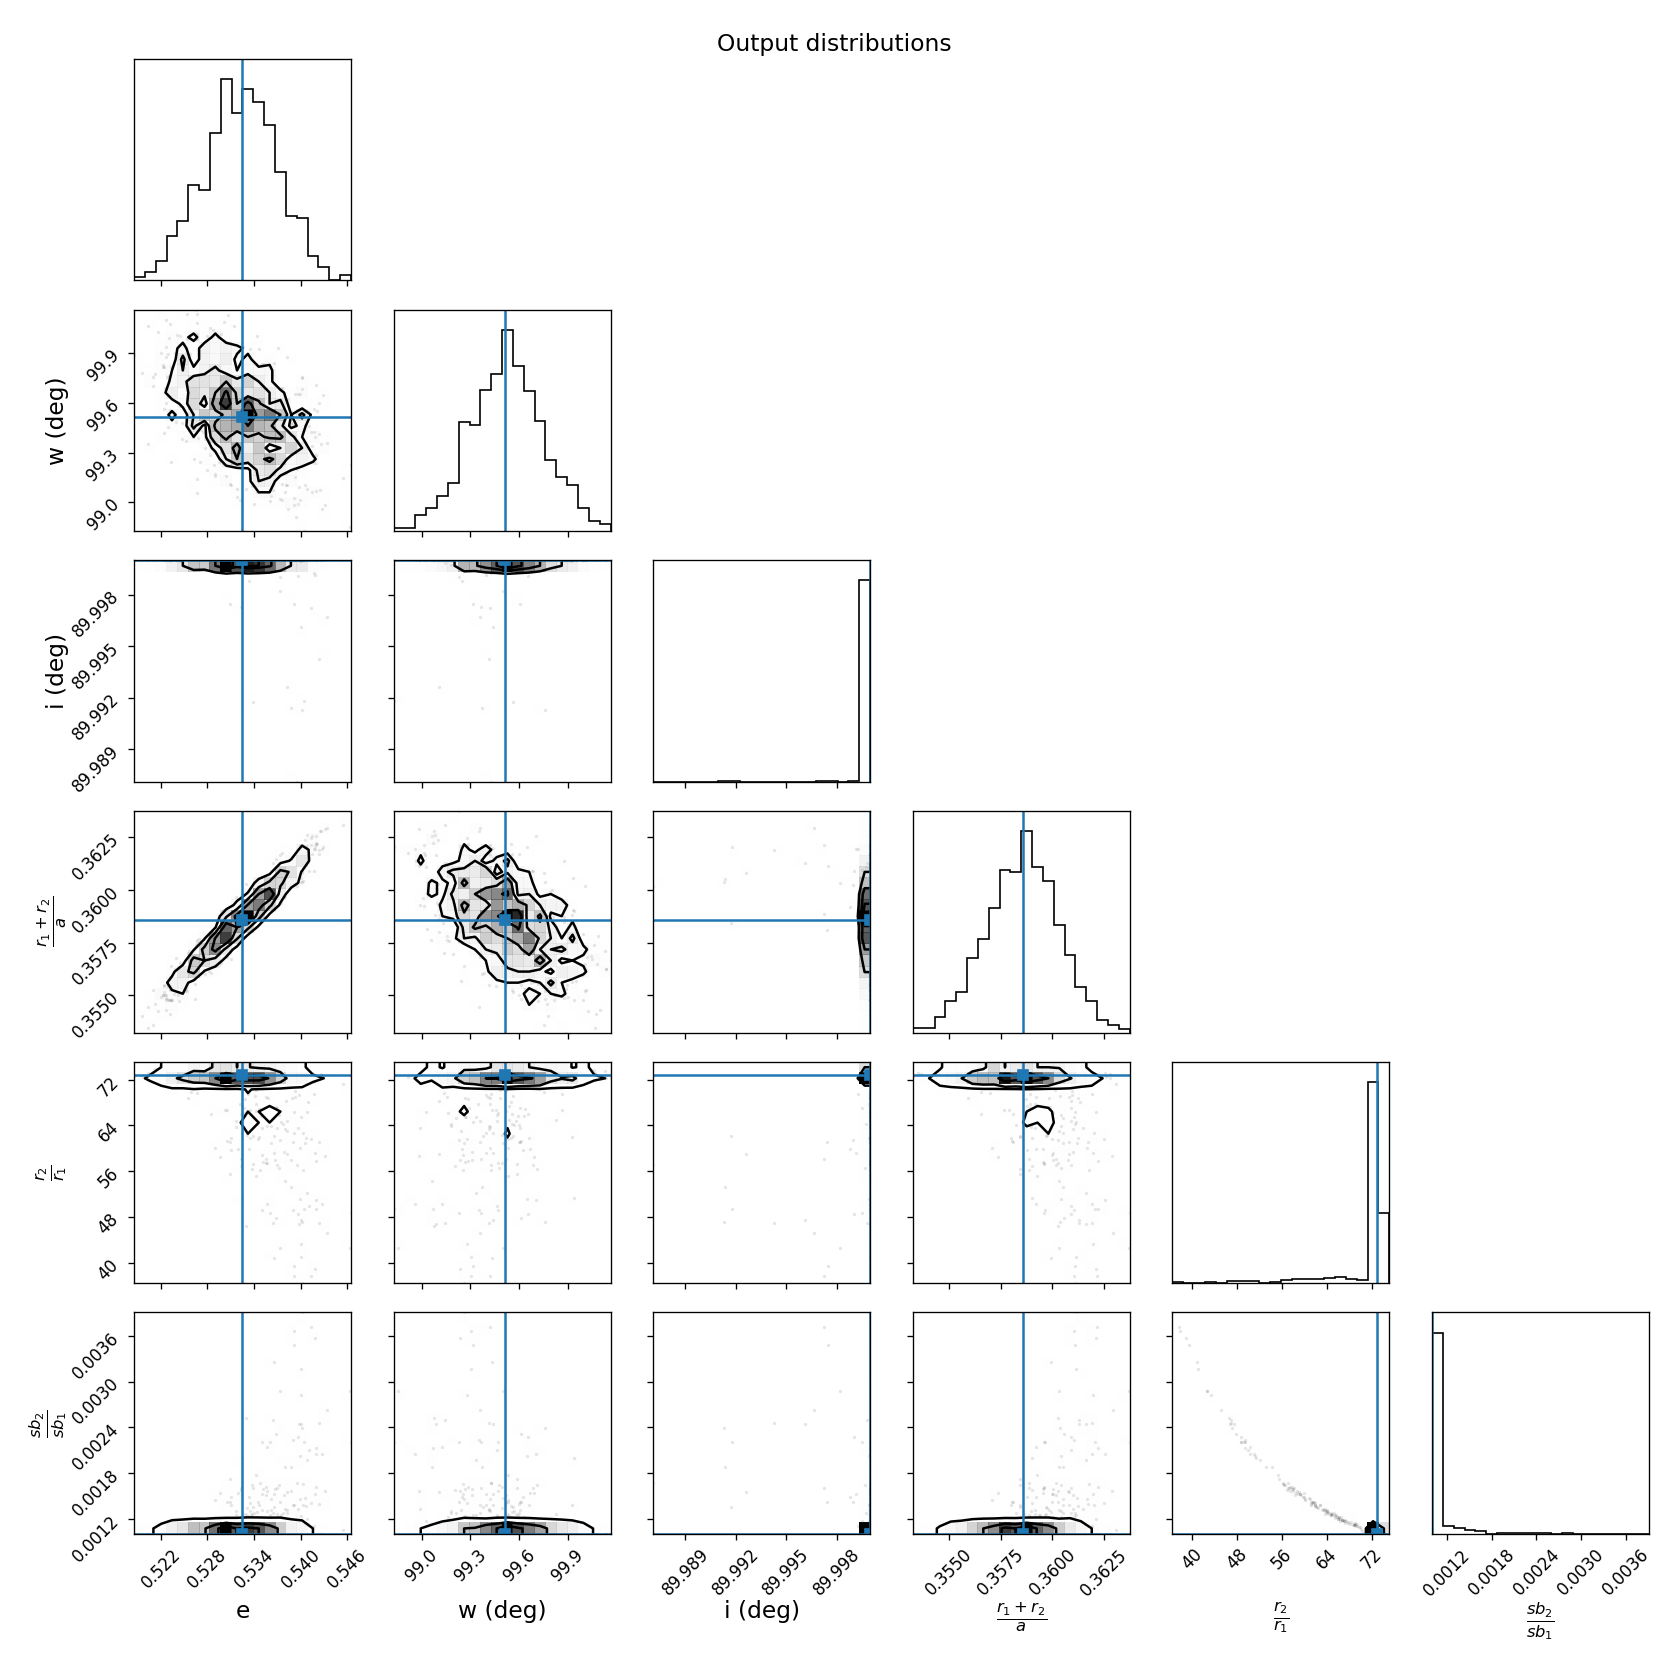 Output distributions
w (deg)
99.9
99.6
99.3
99.0
i (deg)
89.998
89.995
89.992
89.989
r₁ + r₂
a
0.3625
0.3600
0.3575
0.3550
r₂
r₁
72
64
56
48
40
sb₂
sb₁
0.0036
0.0030
0.0024
0.0018
0.0012
0.522 0.528 0.534 0.540 0.546 99.0 99.3 99.6 99.9 89.989 89.992 89.995 89.998 0.3550 0.3575 0.3600 0.3625 40 48 56 64 72 0.0012 0.0018 0.0024 0.0030 0.0036
e w (deg) i (deg) r₁ + r₂ r₂ sb₂
a r₁ sb₁